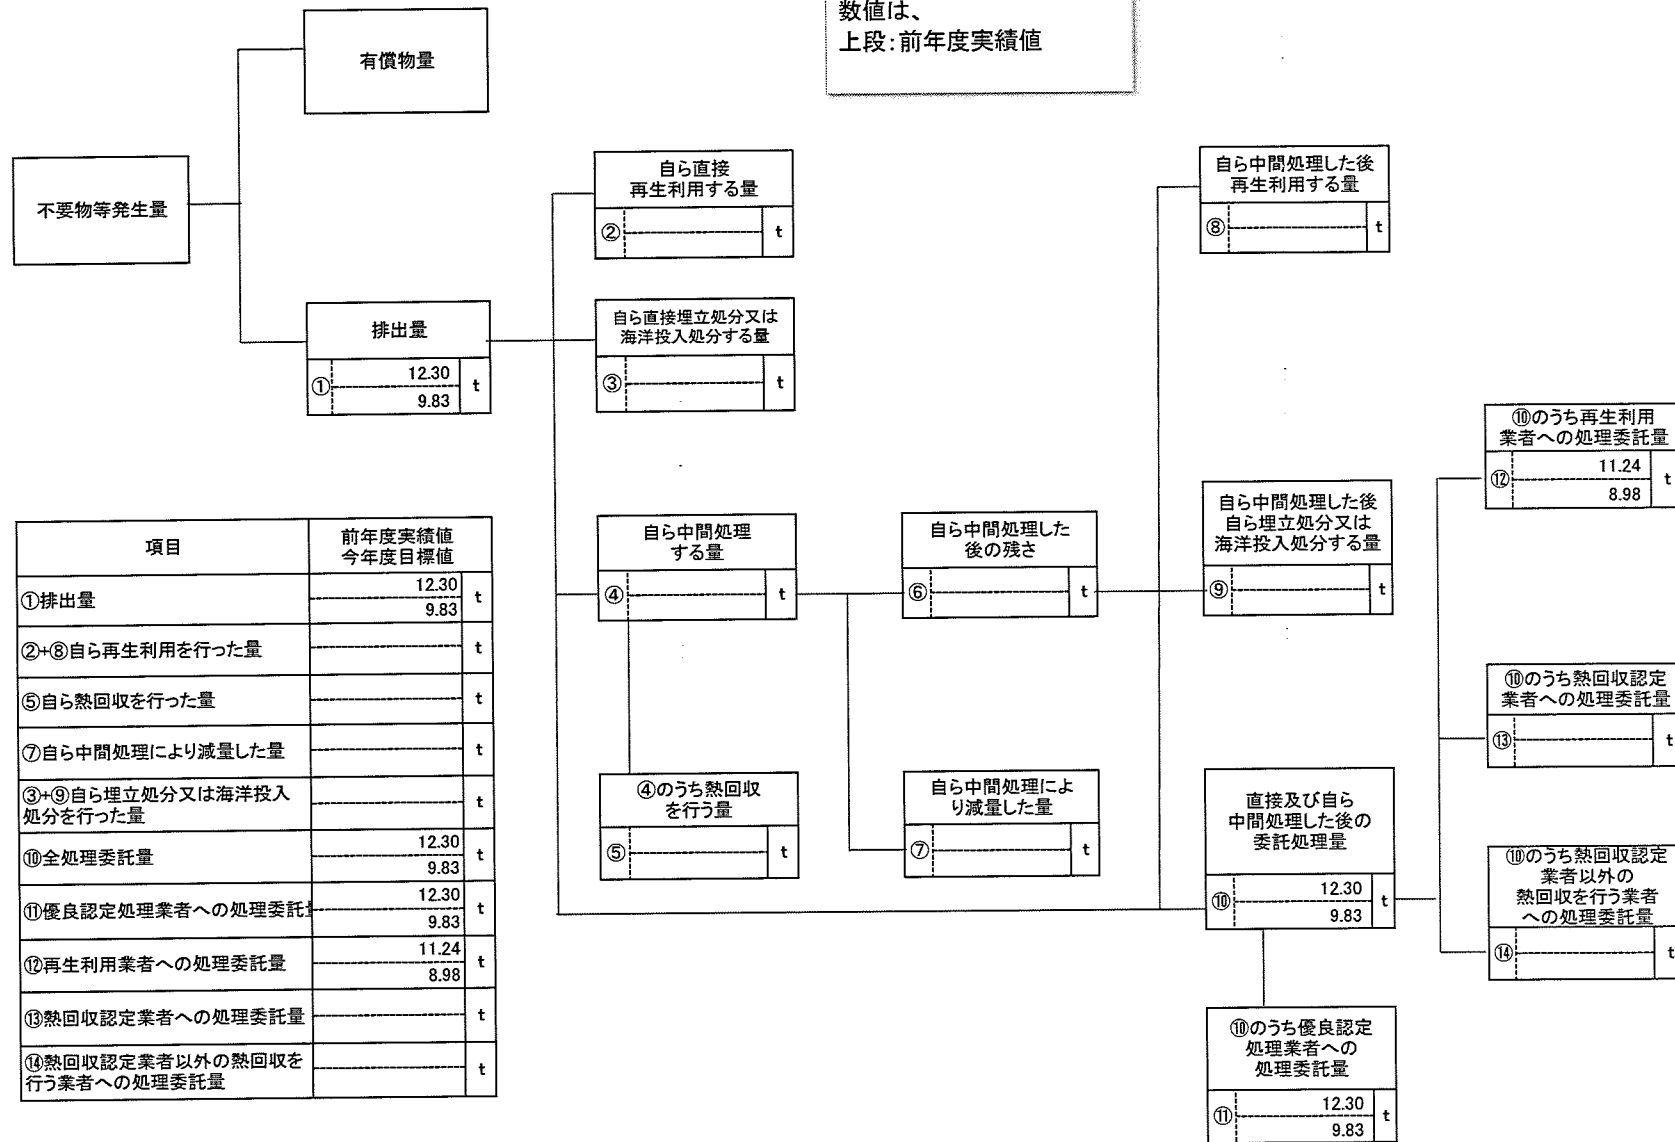 数値は、
上段：前年度実績値
有償物量
不要物等発生量
排出量
① 12.30 t
9.83
自ら直接
再生利用する量
② t
自ら直接埋立処分又は
海洋投入処分する量
③ t
自ら中間処理
する量
④ t
④のうち熱回収
を行う量
⑤ t
自ら中間処理した
後の残さ
⑥ t
自ら中間処理によ
り減量した量
⑦ t
自ら中間処理した後
再生利用する量
⑧ t
自ら中間処理した後
自ら埋立処分又は
海洋投入処分する量
⑨ t
直接及び自ら
中間処理した後の
委託処理量
⑩ 12.30 t
9.83
⑩のうち優良認定
処理業者への
処理委託量
⑪ 12.30 t
9.83
⑩のうち再生利用
業者への処理委託量
⑫ 11.24 t
8.98
⑩のうち熱回収認定
業者への処理委託量
⑬ t
⑩のうち熱回収認定
業者以外の
熱回収を行う業者
への処理委託量
⑭ t
項目 前年度実績値
今年度目標値
①排出量 12.30 t
9.83
②+⑧自ら再生利用を行った量 t
⑤自ら熱回収を行った量 t
⑦自ら中間処理により減量した量 t
③+⑨自ら埋立処分又は海洋投入
処分を行った量 t
⑩全処理委託量 12.30 t
9.83
⑪優良認定処理業者への処理委託 12.30 t
9.83
⑫再生利用業者への処理委託量 11.24 t
8.98
⑬熱回収認定業者への処理委託量 t
⑭熱回収認定業者以外の熱回収を
行う業者への処理委託量 t